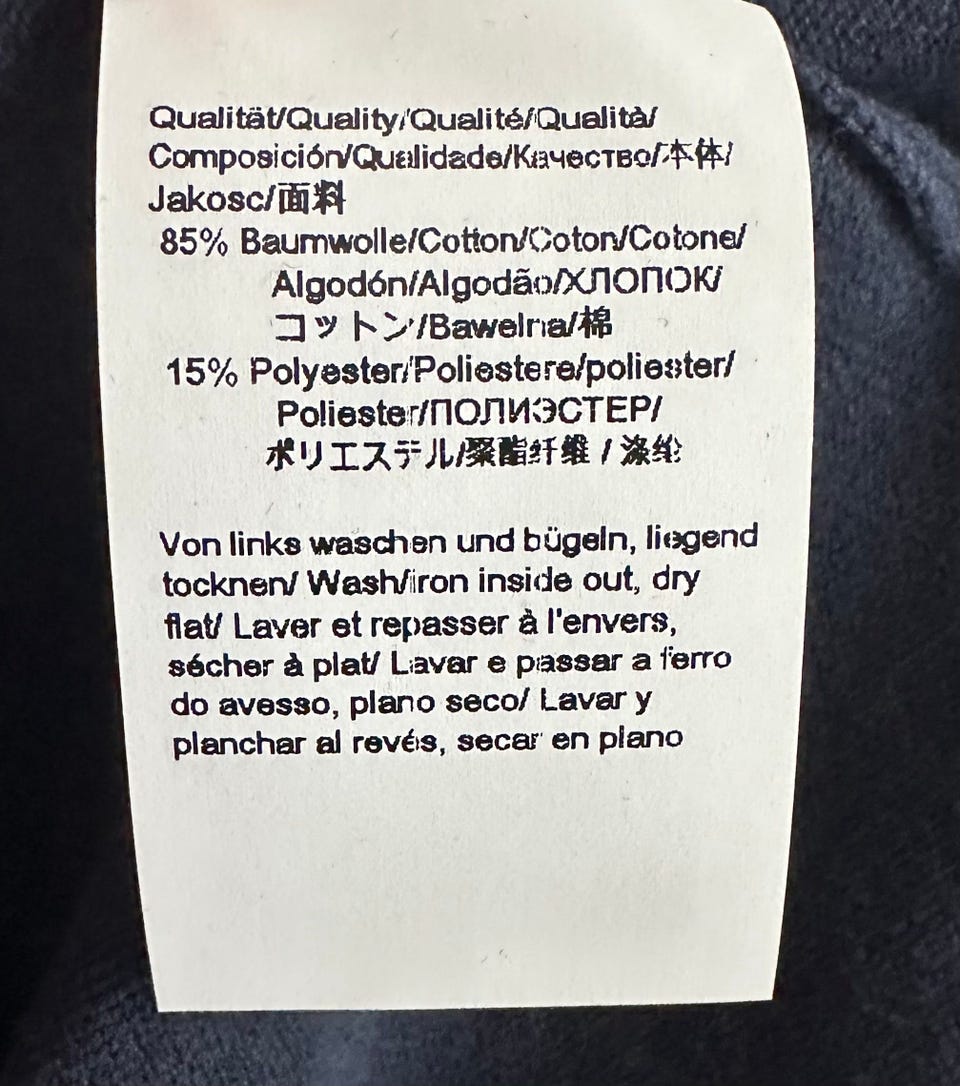 Qualität/Quality/Qualité/Qualità/
Composición/Qualidade/Качество/本体/
Jakosc/面料
85% Baumwolle/Cotton/Coton/Cotone/
Algodón/Algodão/ХЛОПОК/
コットン/Bawelna/棉
15% Polyester/Poliestere/poliester/
Poliester/ПОЛИЭСТЕР/
ポリエステル/聚酯纤维 / 涤纶
Von links waschen und bügeln, liegend
tocknen/ Wash/iron inside out, dry
flat/ Laver et repasser à l'envers,
sécher à plat/ Lavar e passar a ferro
do avesso, plano seco/ Lavar y
planchar al revés, secar en plano